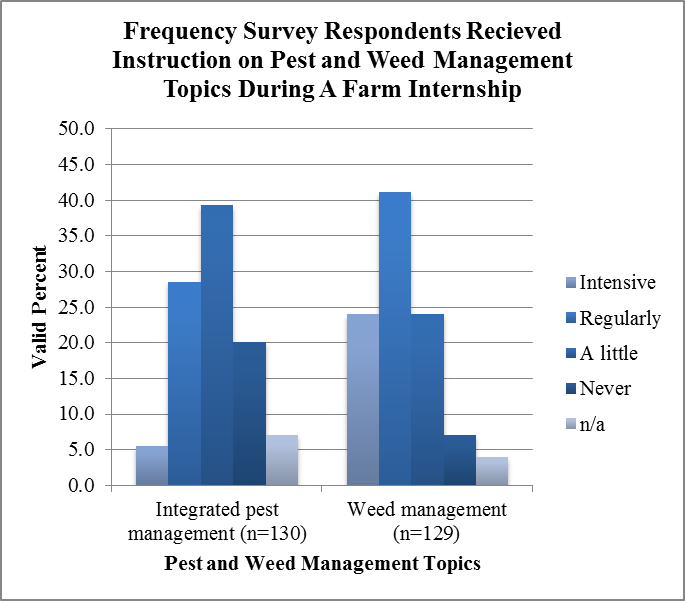 Frequency Survey Respondents Recieved
Instruction on Pest and Weed Management
Topics During A Farm Internship
50.0
45.0
40.0
35.0
30.0
25.0
20.0
15.0
10.0
5.0
0.0
Valid Percent
Intensive
Regularly
A little
Never
n/a
Integrated pest
management (n=130)
Weed management
(n=129)
Pest and Weed Management Topics